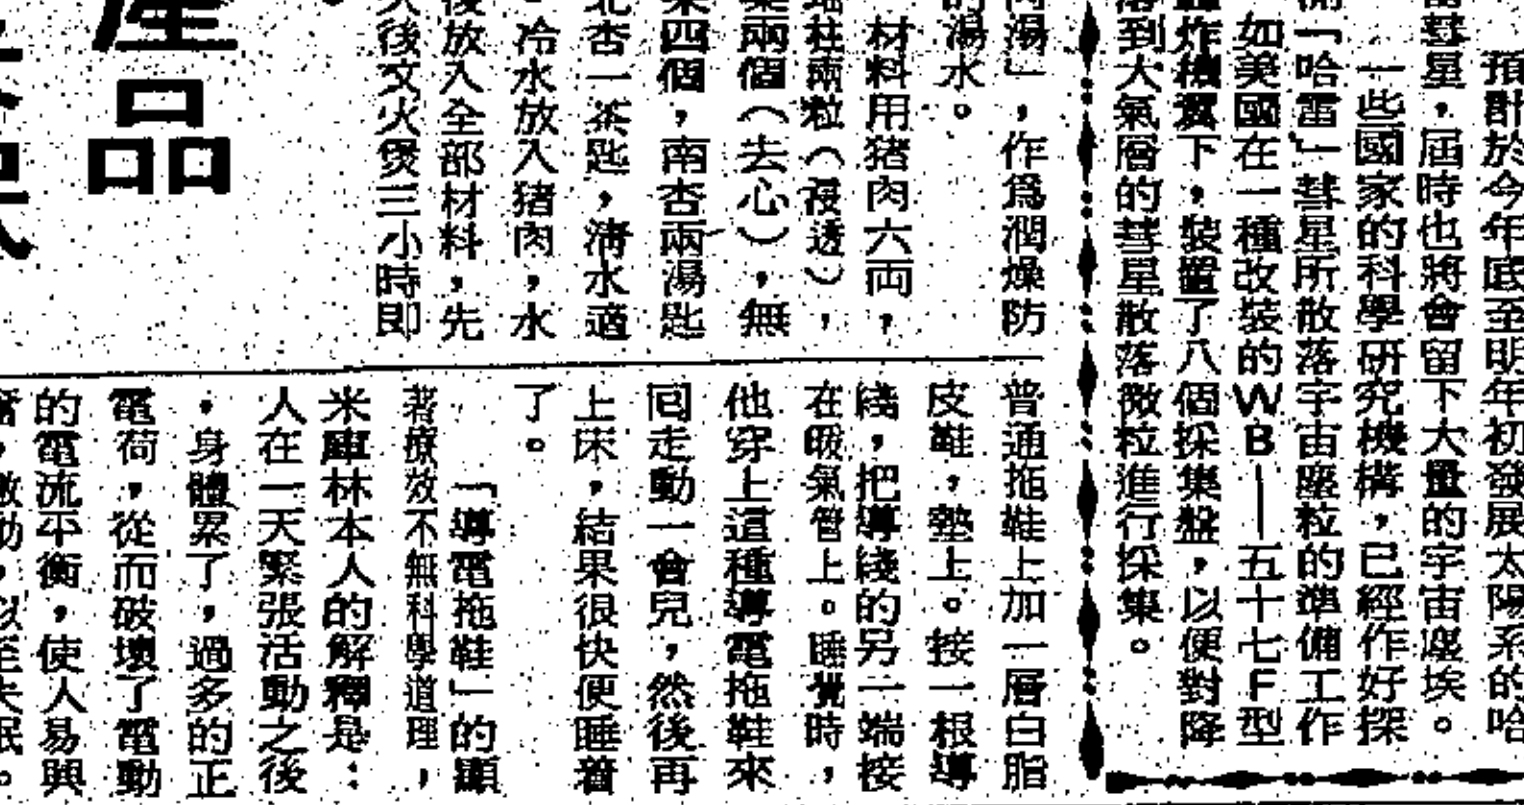 預計於今年底至明年初發展太陽系的哈
彗星，屆時也將會留下大量的宇宙塵埃。
一些國家的科學研究機構，已經作好探
「哈雷」彗星所散落宇宙塵粒的準備工作
如美國在一種改裝的WB—五十七F型
炸機翼下，裝置了八個採集盤，以便對降
落到大氣層的彗星散落微粒進行採集。
肉湯」，作爲潤燥防
的湯水。
材料用猪肉六両，
柱兩粒（浸透），
兩個（去心），無
四個，南杏兩湯匙
北杏一茶匙，淸水適
。冷水放入猪肉，水
後放入全部材料，先
後文火煲三小時即
產品
普通拖鞋上加一層白脂
皮鞋，墊上。接一根導
綫，把導綫的另一端接
在暖氣管上。睡覺時，
他穿上這種導電拖鞋來
回走動一會兒，然後再
上床，結果很快便睡着
了。
「導電拖鞋」的顯
著療效不無科學道理，
米庫林本人的解釋是：
人在一天緊張活動之後
，身體累了，過多的正
電荷，從而破壞了電動
的電流平衡，使人易興
奮，激動，以至失眠。